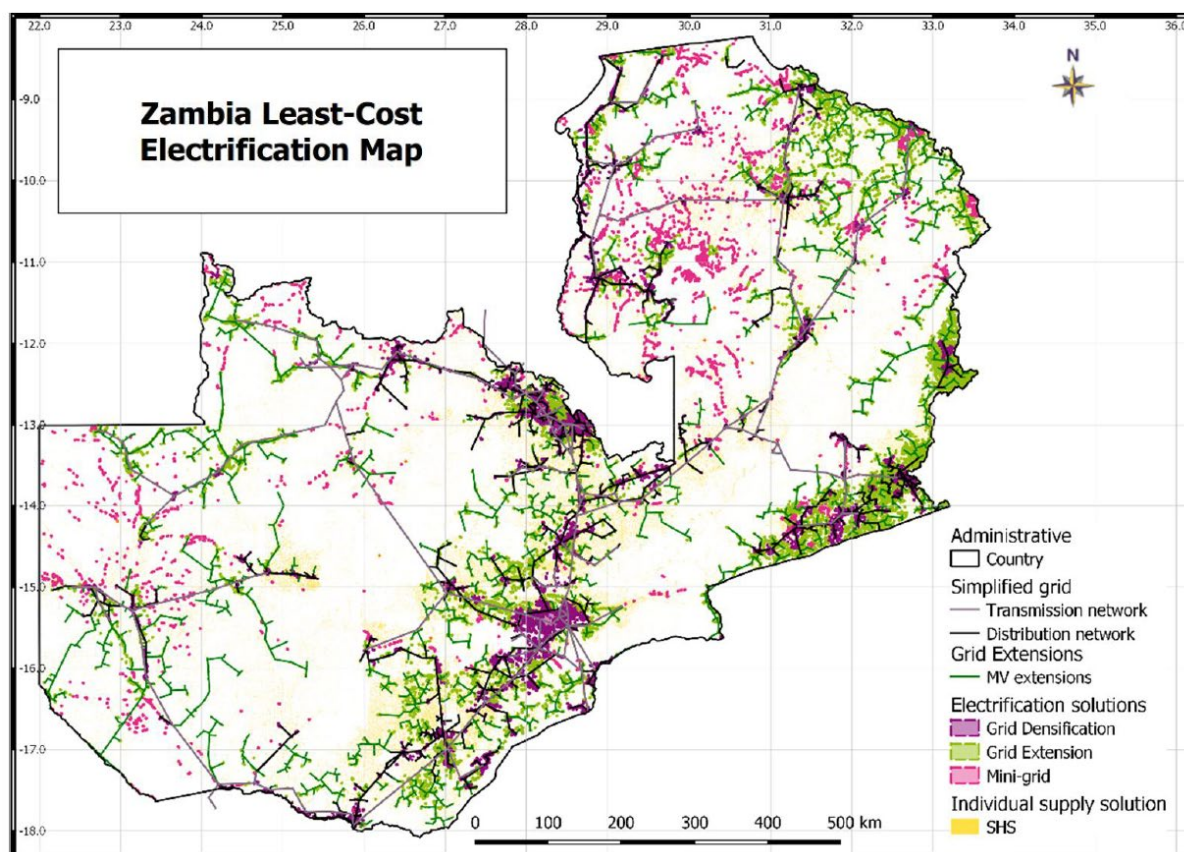 22.0 23.0 24.0 25.0 26.0 27.0 28.0 29.0 30.0 31.0 32.0 33.0 34.0 35.0 36.0
Zambia Least-Cost
Electrification Map
N
-9.0
-10.0
-11.0
-12.0
-13.0
-14.0
-15.0
-16.0
-17.0
-18.0
Administrative
Country
Simplified grid
Transmission network
Distribution network
Grid Extensions
MV extensions
Electrification solutions
Grid Densification
Grid Extension
Mini-grid
Individual supply solution
SHS
0 100 200 300 400 500 km